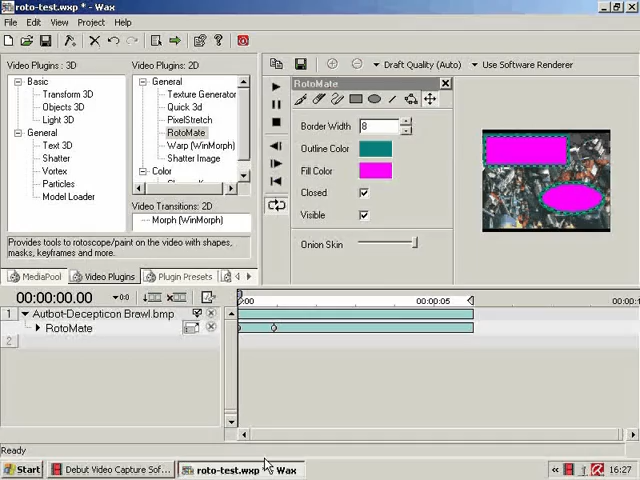 roto-test.wxp * - Wax
File Edit View Project Help
Draft Quality (Auto) Use Software Renderer
Video Plugins : 3D
Basic
Transform 3D
Objects 3D
Light 3D
General
Text 3D
Shatter
Vortex
Particles
Model Loader
Video Plugins: 2D
General
Texture Generator
Quick 3d
PixelStretch
RotoMate
Warp (WinMorph)
Shatter Image
Color
Video Transitions: 2D
Morph (WinMorph)
Provides tools to rotoscope/paint on the video with shapes, masks, keyframes and more.
MediaPool Video Plugins Plugin Presets
RotoMate
Border Width 8
Outline Color
Fill Color
Closed
Visible
Onion Skin
00:00:00.00 :00 00:00:05
1 Autbot-Decepticon Brawl.bmp
RotoMate
2
Ready
Start Debut Video Capture Sof... roto-test.wxp * - Wax 16:27